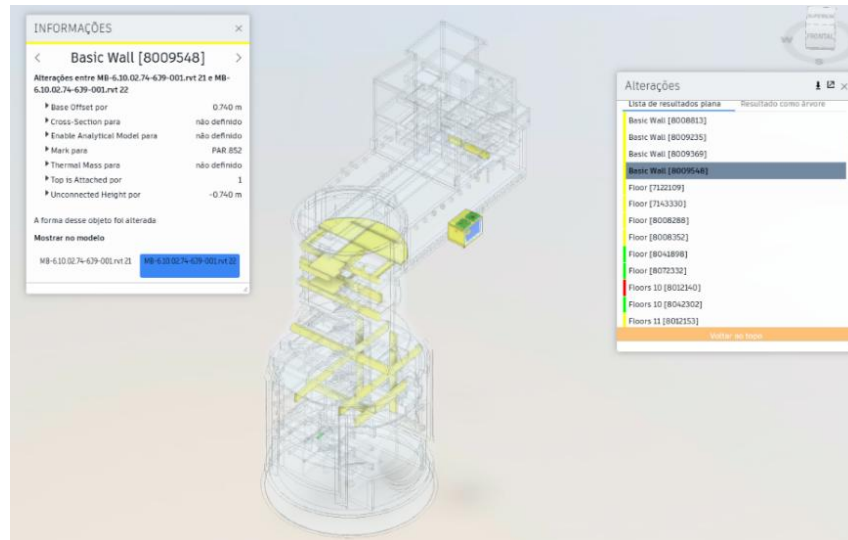 INFORMAÇÕES
Basic Wall [8009548]
Alterações entre MB-6.10.02.74-6J9-001.rvt 21 e MB-
6.10.02.74-6J9-001.rvt 22
Base Offset por 0.740 m
Cross-Section para não definido
Enable Analytical Model para não definido
Mark para PAR 852
Thermal Mass para não definido
Top is Attached por 1
Unconnected Height por -0.740 m
A forma desse objeto foi alterada
Mostrar no modelo
MB-6.10.02.74-6J9-001.rvt 21 MB-6.10.02.74-6J9-001.rvt 22
FRONTAL
W
S
Alterações
Lista de resultados plana Resultado como árvore
Basic Wall [8008813]
Basic Wall [8009235]
Basic Wall [8009369]
Basic Wall [8009548]
Floor [7122109]
Floor [7143330]
Floor [8008288]
Floor [8008352]
Floor [8041898]
Floor [8072332]
Floors 10 [8012140]
Floors 10 [8042302]
Floors 11 [8012153]
Voltar ao topo